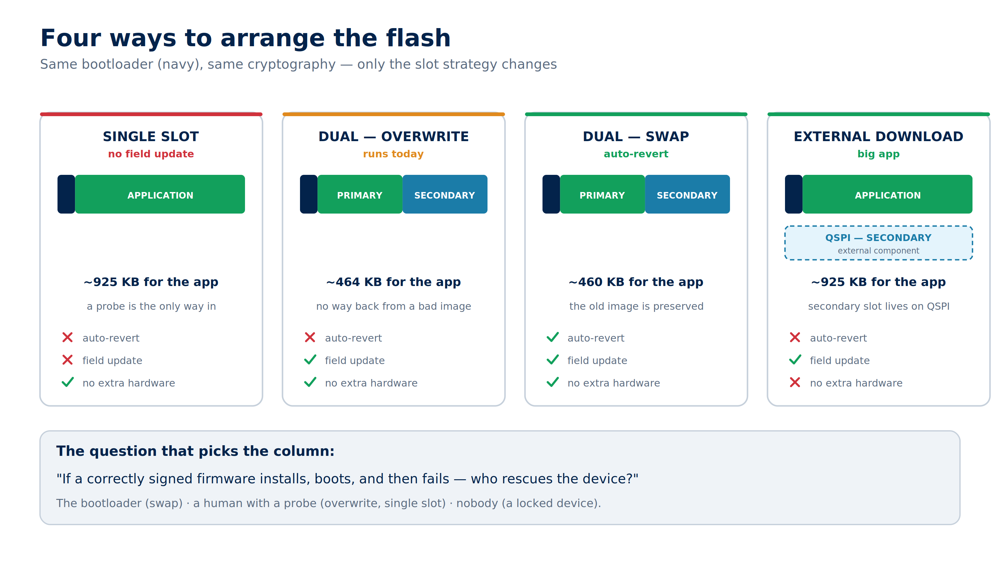 Four ways to arrange the flash
Same bootloader (navy), same cryptography — only the slot strategy changes
SINGLE SLOT
no field update
APPLICATION
~925 KB for the app
a probe is the only way in
auto-revert
field update
no extra hardware
DUAL — OVERWRITE
runs today
PRIMARY
SECONDARY
~464 KB for the app
no way back from a bad image
auto-revert
field update
no extra hardware
DUAL — SWAP
auto-revert
PRIMARY
SECONDARY
~460 KB for the app
the old image is preserved
auto-revert
field update
no extra hardware
EXTERNAL DOWNLOAD
big app
APPLICATION
QSPI — SECONDARY
external component
~925 KB for the app
secondary slot lives on QSPI
auto-revert
field update
no extra hardware
The question that picks the column:
"If a correctly signed firmware installs, boots, and then fails — who rescues the device?"
The bootloader (swap) · a human with a probe (overwrite, single slot) · nobody (a locked device).